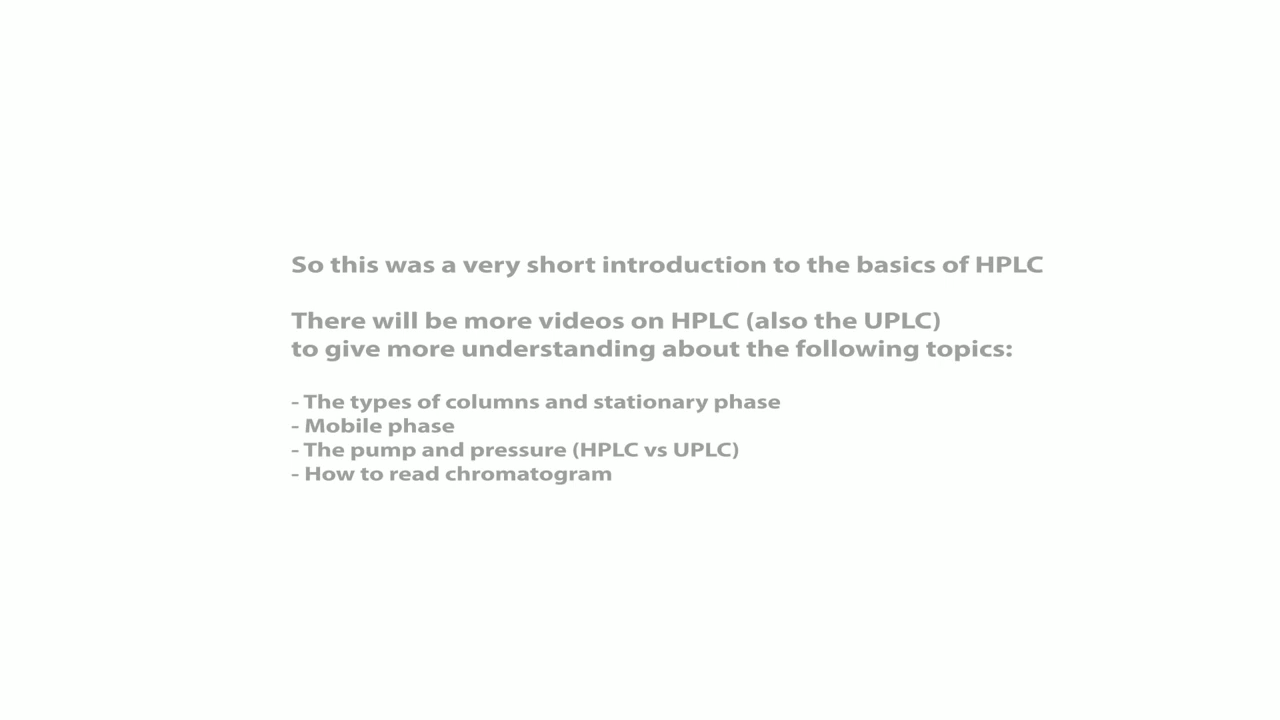 So this was a very short introduction to the basics of HPLC
There will be more videos on HPLC (also the UPLC)
to give more understanding about the following topics:
- The types of columns and stationary phase
- Mobile phase
- The pump and pressure (HPLC vs UPLC)
- How to read chromatogram